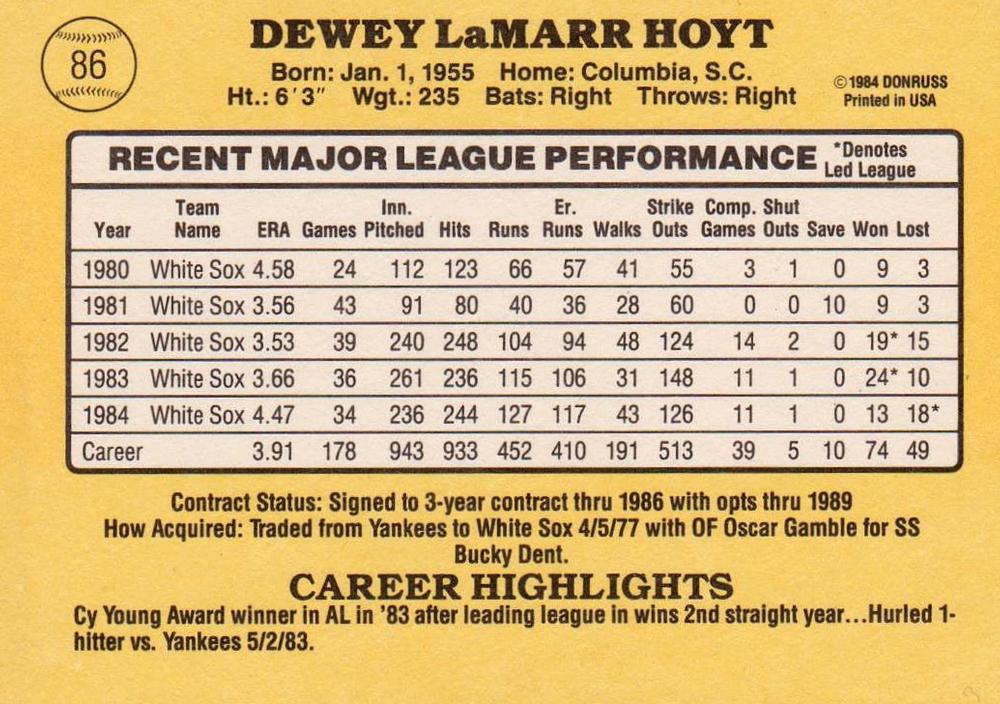 86
DEWEY LaMARR HOYT
Born: Jan. 1, 1955 Home: Columbia, S.C.
Ht.: 6'3" Wgt.: 235 Bats: Right Throws: Right
©1984 DONRUSS
Printed in USA
RECENT MAJOR LEAGUE PERFORMANCE *Denotes
Led League
Team Inn. Er. Strike Comp. Shut
Year Name ERA Games Pitched Hits Runs Runs Walks Outs Games Outs Save Won Lost
1980 White Sox 4.58 24 112 123 66 57 41 55 3 1 0 9 3
1981 White Sox 3.56 43 91 80 40 36 28 60 0 0 10 9 3
1982 White Sox 3.53 39 240 248 104 94 48 124 14 2 0 19* 15
1983 White Sox 3.66 36 261 236 115 106 31 148 11 1 0 24* 10
1984 White Sox 4.47 34 236 244 127 117 43 126 11 1 0 13 18*
Career 3.91 178 943 933 452 410 191 513 39 5 10 74 49
Contract Status: Signed to 3-year contract thru 1986 with opts thru 1989
How Acquired: Traded from Yankees to White Sox 4/5/77 with OF Oscar Gamble for SS
Bucky Dent.
CAREER HIGHLIGHTS
Cy Young Award winner in AL in '83 after leading league in wins 2nd straight year...Hurled 1-
hitter vs. Yankees 5/2/83.